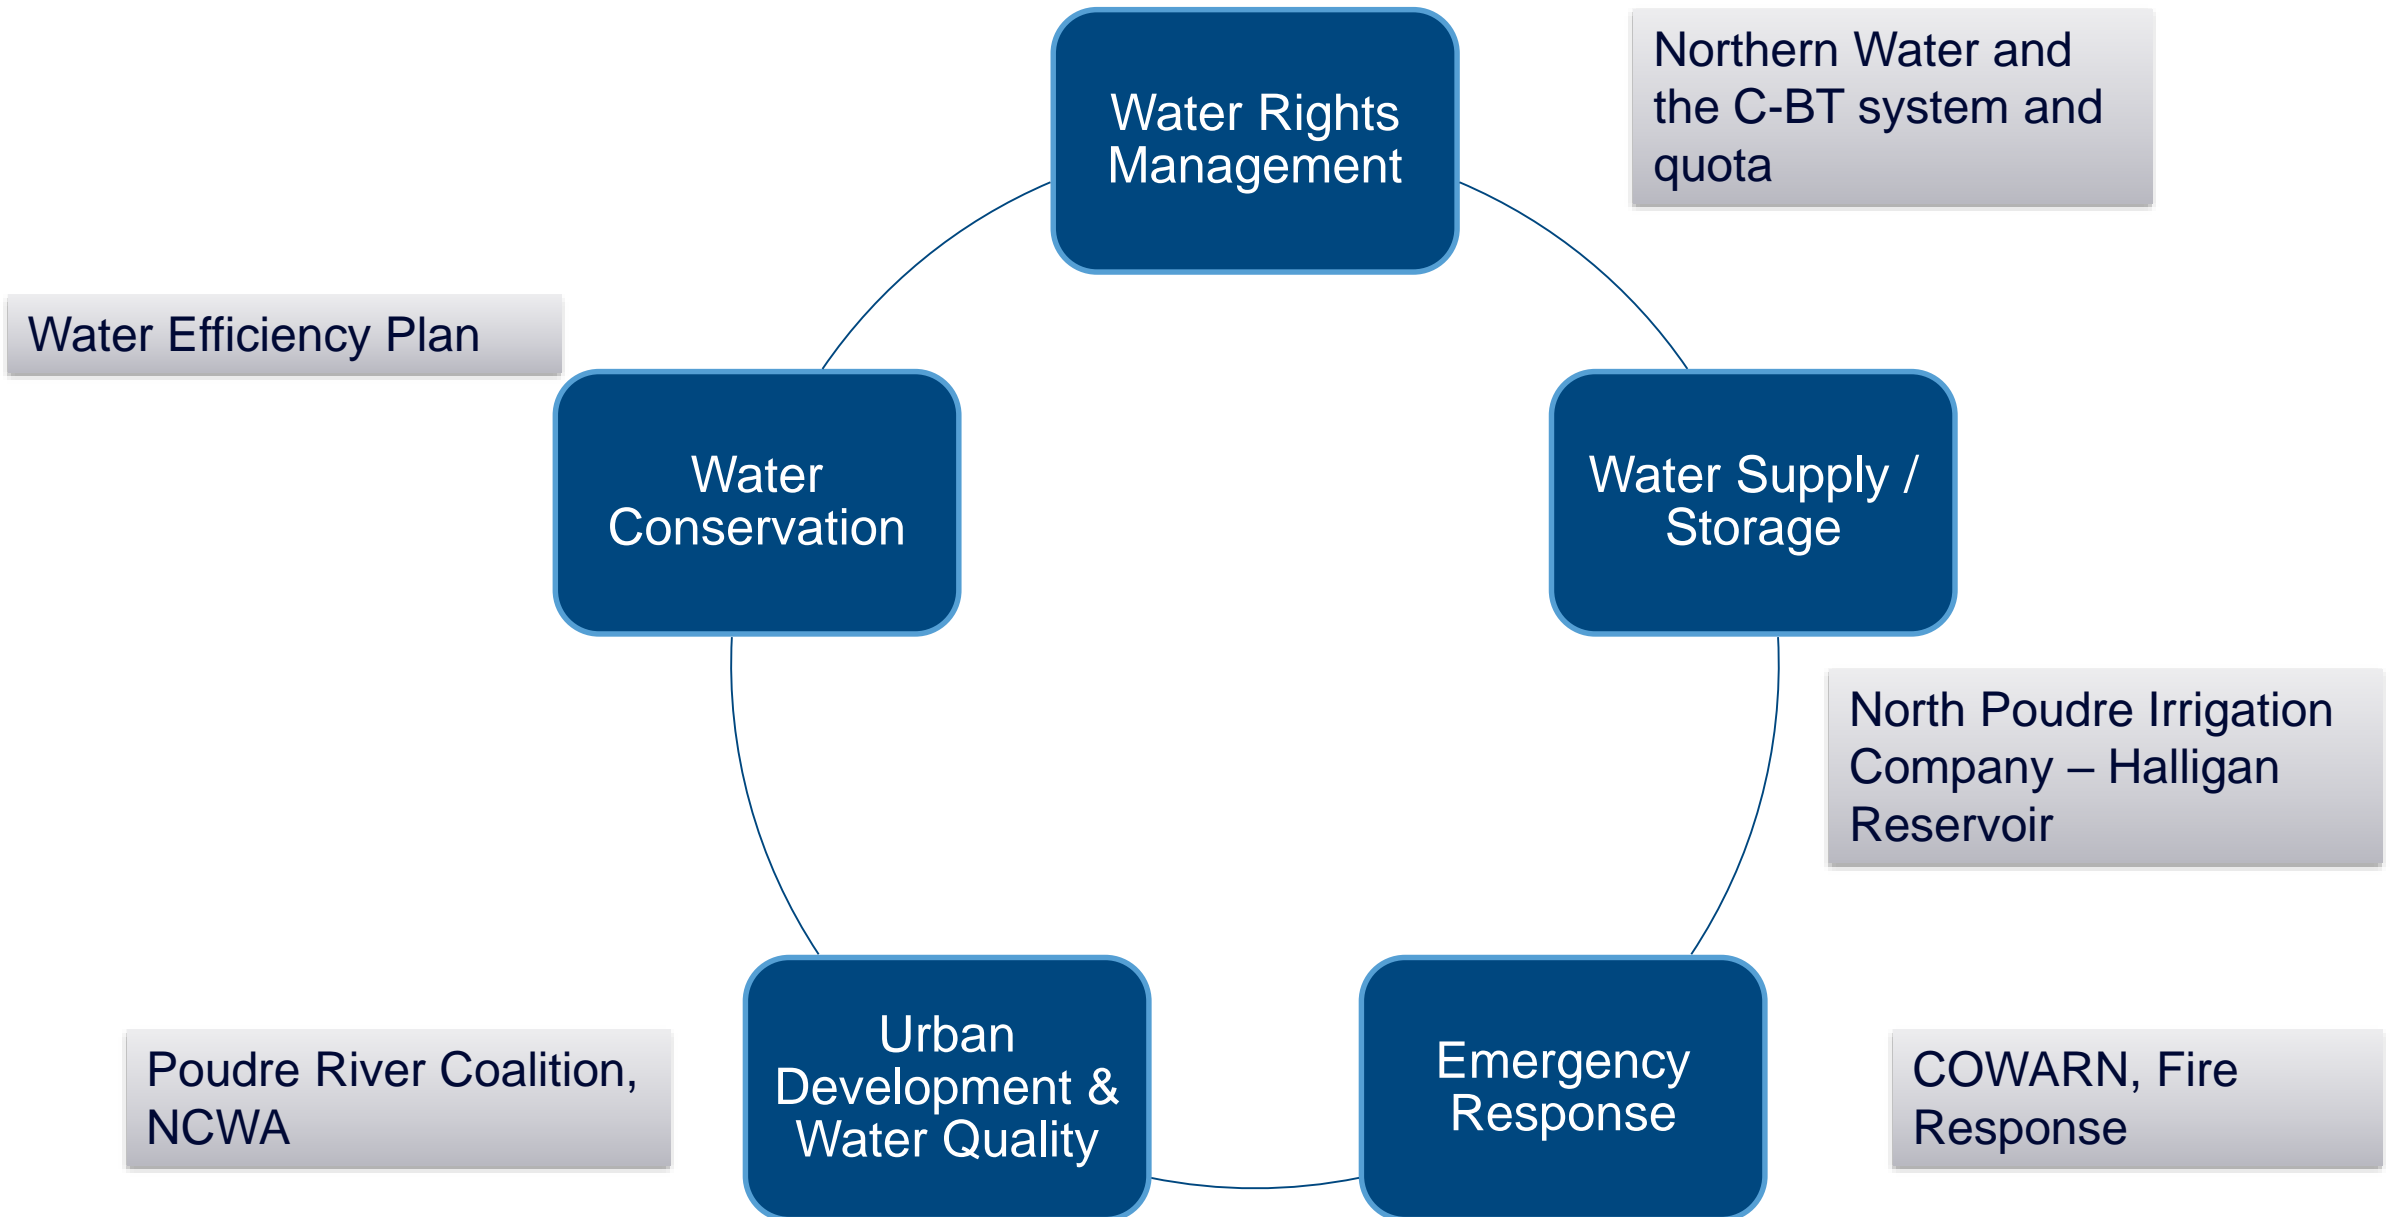 Water Rights
Management
Northern Water and
the C-BT system and
quota
Water Efficiency Plan
Water
Conservation
Water Supply /
Storage
North Poudre Irrigation
Company – Halligan
Reservoir
Poudre River Coalition,
NCWA
Urban
Development &
Water Quality
Emergency
Response
COWARN, Fire
Response